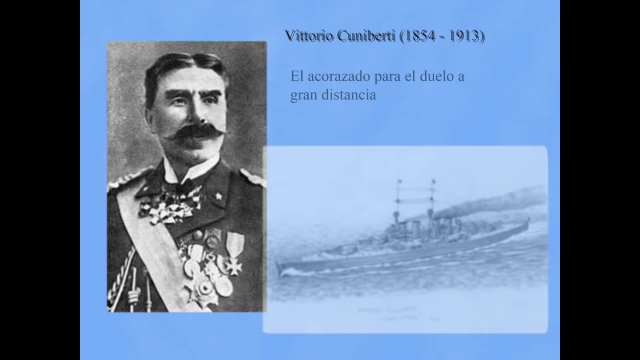 Vittorio Cuniberti (1854 - 1913)
El acorazado para el duelo a
gran distancia